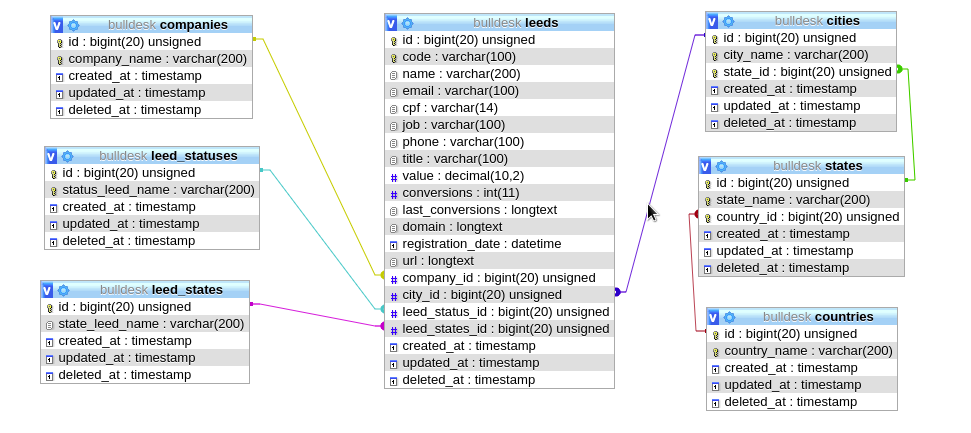 bulldesk companies
id : bigint(20) unsigned
company_name : varchar(200)
created_at : timestamp
updated_at : timestamp
deleted_at : timestamp
bulldesk leed_statuses
id : bigint(20) unsigned
status_leed_name : varchar(200)
created_at : timestamp
updated_at : timestamp
deleted_at : timestamp
bulldesk leed_states
id : bigint(20) unsigned
state_leed_name : varchar(200)
created_at : timestamp
updated_at : timestamp
deleted_at : timestamp
bulldesk leeds
id : bigint(20) unsigned
code : varchar(100)
name : varchar(200)
email : varchar(100)
cpf : varchar(14)
job : varchar(100)
phone : varchar(100)
title : varchar(100)
value : decimal(10,2)
conversions : int(11)
last_conversions : longtext
domain : longtext
registration_date : datetime
url : longtext
company_id : bigint(20) unsigned
city_id : bigint(20) unsigned
leed_status_id : bigint(20) unsigned
leed_states_id : bigint(20) unsigned
created_at : timestamp
updated_at : timestamp
deleted_at : timestamp
bulldesk cities
id : bigint(20) unsigned
city_name : varchar(200)
state_id : bigint(20) unsigned
created_at : timestamp
updated_at : timestamp
deleted_at : timestamp
bulldesk states
id : bigint(20) unsigned
state_name : varchar(200)
country_id : bigint(20) unsigned
created_at : timestamp
updated_at : timestamp
deleted_at : timestamp
bulldesk countries
id : bigint(20) unsigned
country_name : varchar(200)
created_at : timestamp
updated_at : timestamp
deleted_at : timestamp